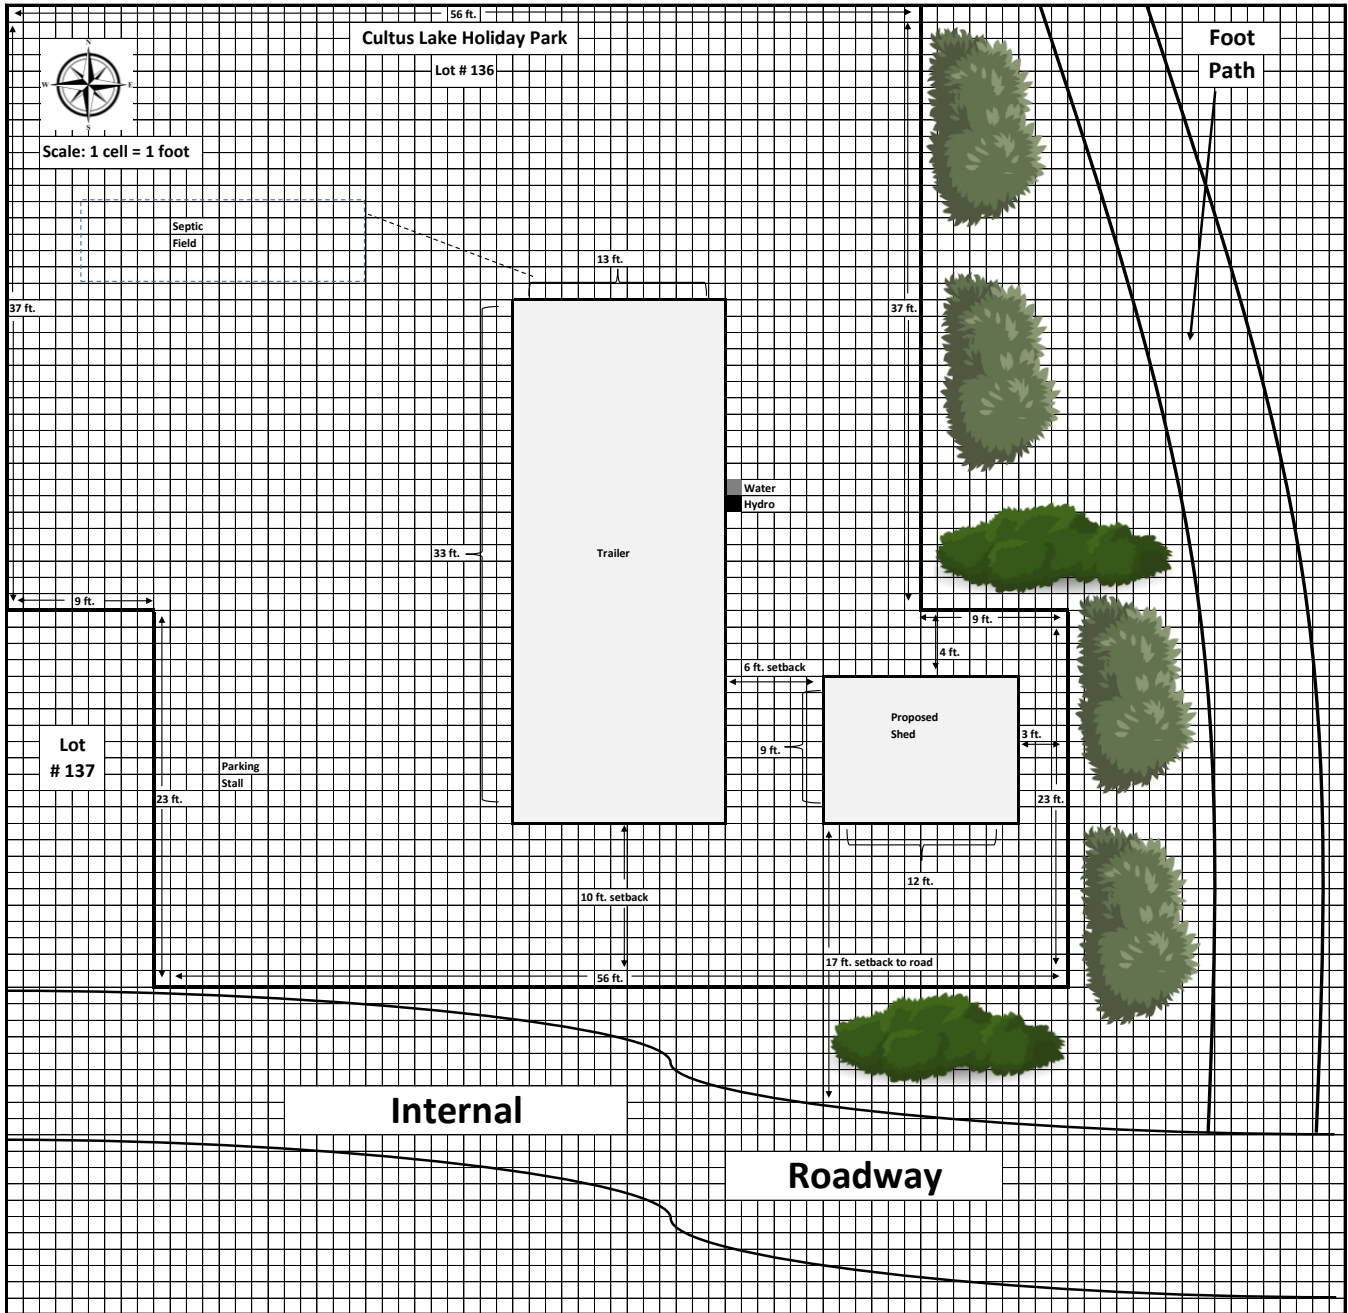 56 ft.
Cultus Lake Holiday Park
Lot # 136
Foot
Path
N
W
E
S
Scale: 1 cell = 1 foot
Septic
Field
13 ft.
37 ft.
37 ft.
Water
Hydro
33 ft.
Trailer
9 ft.
9 ft.
4 ft.
6 ft. setback
Proposed
Shed
3 ft.
Lot
# 137
9 ft.
Parking
Stall
23 ft.
23 ft.
12 ft.
10 ft. setback
17 ft. setback to road
56 ft.
Internal
Roadway